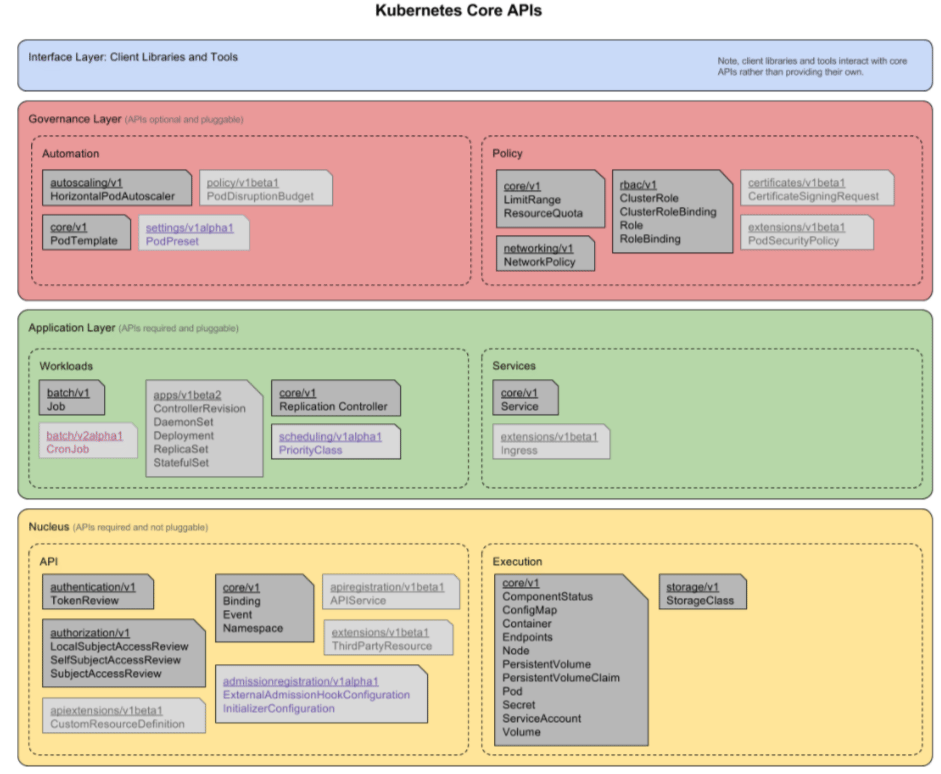 Kubernetes Core APIs
Interface Layer: Client Libraries and Tools
Note, client libraries and tools interact with core
APIs rather than providing their own.
Governance Layer (APIs optional and pluggable)
Automation
autoscaling/v1
HorizontalPodAutoscaler
policy/v1beta1
PodDisruptionBudget
core/v1
PodTemplate
settings/v1alpha1
PodPreset
Policy
core/v1
LimitRange
ResourceQuota
networking/v1
NetworkPolicy
rbac/v1
ClusterRole
ClusterRoleBinding
Role
RoleBinding
certificates/v1beta1
CertificateSigningRequest
extensions/v1beta1
PodSecurityPolicy
Application Layer (APIs required and pluggable)
Workloads
batch/v1
Job
batch/v2alpha1
CronJob
apps/v1beta2
ControllerRevision
DaemonSet
Deployment
ReplicaSet
StatefulSet
core/v1
Replication Controller
scheduling/v1alpha1
PriorityClass
Services
core/v1
Service
extensions/v1beta1
Ingress
Nucleus (APIs required and not pluggable)
API
authentication/v1
TokenReview
authorization/v1
LocalSubjectAccessReview
SelfSubjectAccessReview
SubjectAccessReview
apiextensions/v1beta1
CustomResourceDefinition
core/v1
Binding
Event
Namespace
apiregistration/v1beta1
APIService
extensions/v1beta1
ThirdPartyResource
admissionregistration/v1alpha1
ExternalAdmissionHookConfiguration
InitializerConfiguration
Execution
core/v1
ComponentStatus
ConfigMap
Container
Endpoints
Node
PersistentVolume
PersistentVolumeClaim
Pod
Secret
ServiceAccount
Volume
storage/v1
StorageClass